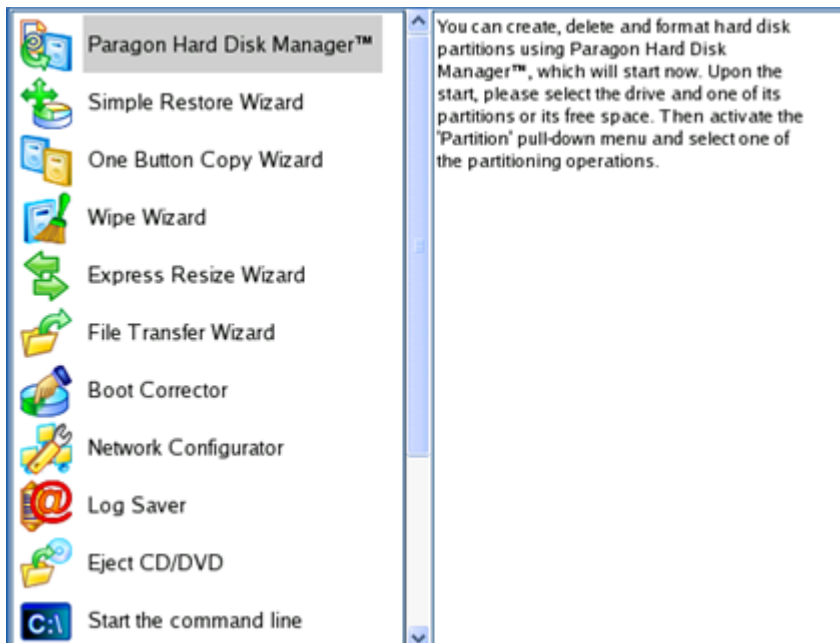 Paragon Hard Disk Manager™
Simple Restore Wizard
One Button Copy Wizard
Wipe Wizard
Express Resize Wizard
File Transfer Wizard
Boot Corrector
Network Configurator
Log Saver
Eject CD/DVD
C:\
Start the command line
You can create, delete and format hard disk
partitions using Paragon Hard Disk
Manager™, which will start now. Upon the
start, please select the drive and one of its
partitions or its free space. Then activate the
'Partition' pull-down menu and select one of
the partitioning operations.